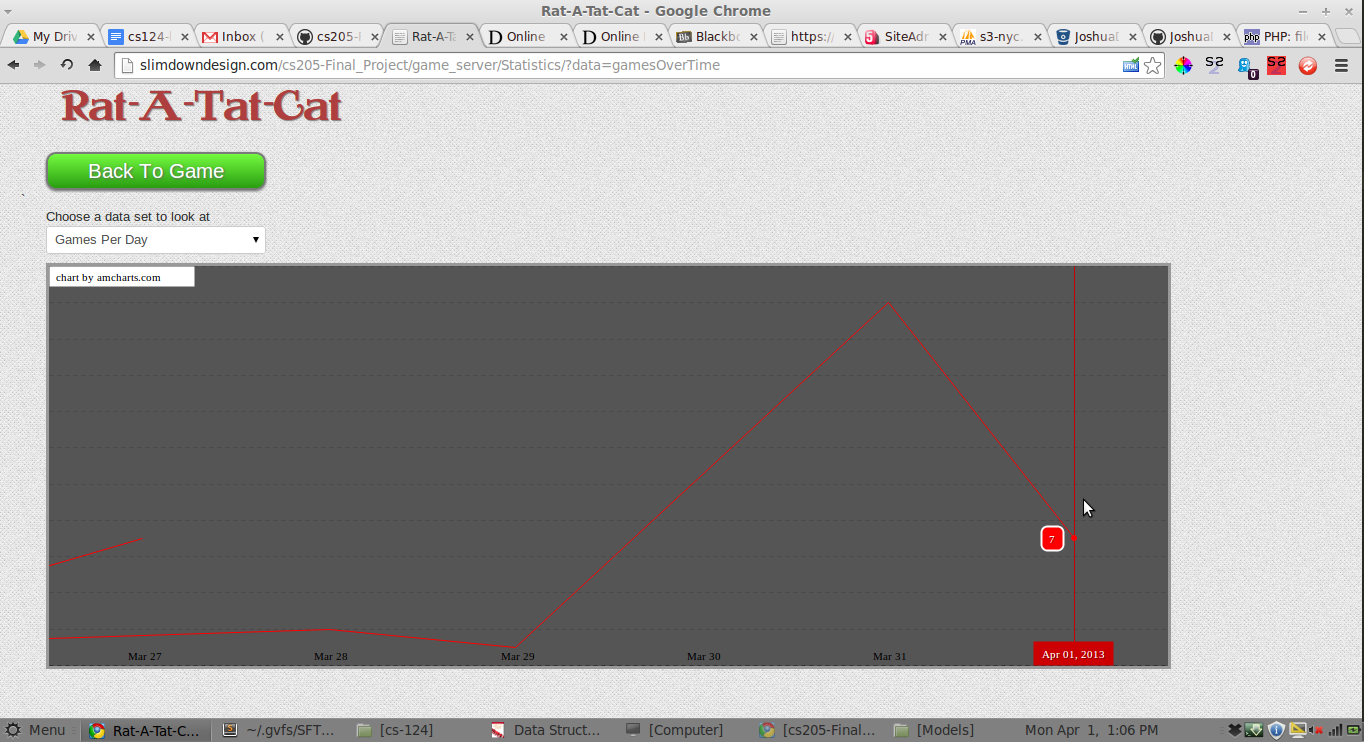 Rat-A-Tat-Cat - Google Chrome
My Driv
cs124-
Inbox (
cs205-
Rat-A-Ta
Online
Online
Blackbo
https:/
SiteAdr
s3-nyc.
JoshuaD
Joshual
PHP: fil
slimdowndesign.com/cs205-Final_Project/game_server/Statistics/?data=gamesOverTime
Rat-A-Tat-Cat
Back To Game
Choose a data set to look at
Games Per Day
chart by amcharts.com
7
Mar 27 Mar 28 Mar 29 Mar 30 Mar 31 Apr 01, 2013
Menu Rat-A-Tat-C... ~/.gvfs/SFT... [cs-124] Data Struct... [Computer] [cs205-Final... [Models] Mon Apr 1, 1:06 PM